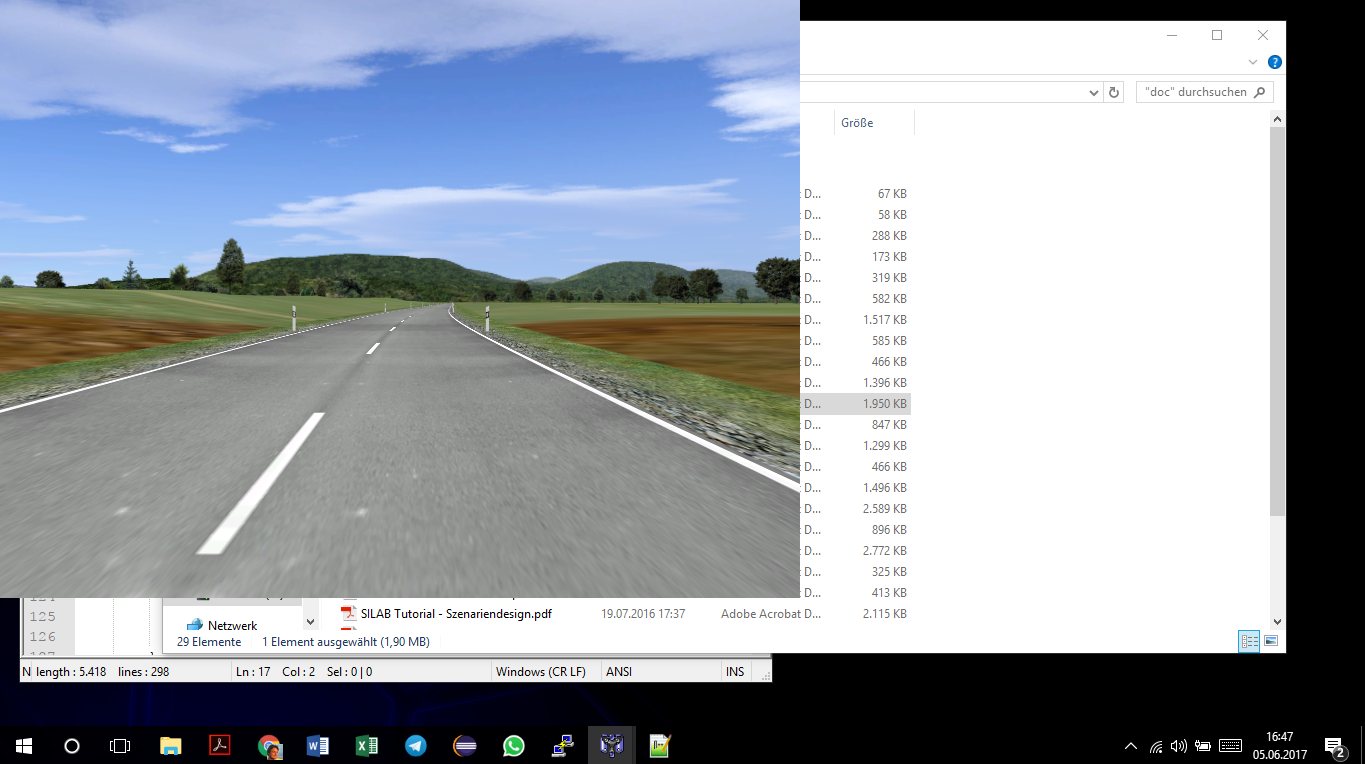 "doc" durchsuchen
Größe
D... 67 KB
D... 58 KB
D... 288 KB
D... 173 KB
D... 319 KB
D... 582 KB
D... 1.517 KB
D... 585 KB
D... 466 KB
D... 1.396 KB
D... 1.950 KB
D... 847 KB
D... 1.299 KB
D... 466 KB
D... 1.496 KB
D... 2.589 KB
D... 896 KB
D... 2.772 KB
D... 325 KB
D... 413 KB
SILAB Tutorial - Szenariendesign.pdf 19.07.2016 17:37 Adobe Acrobat D... 2.115 KB
125
Netzwerk
126
29 Elemente 1 Element ausgewählt (1,90 MB)
N length : 5.418 lines : 298 Ln : 17 Col : 2 Sel : 0 | 0 Windows (CR LF) ANSI INS
16:47
05.06.2017
2